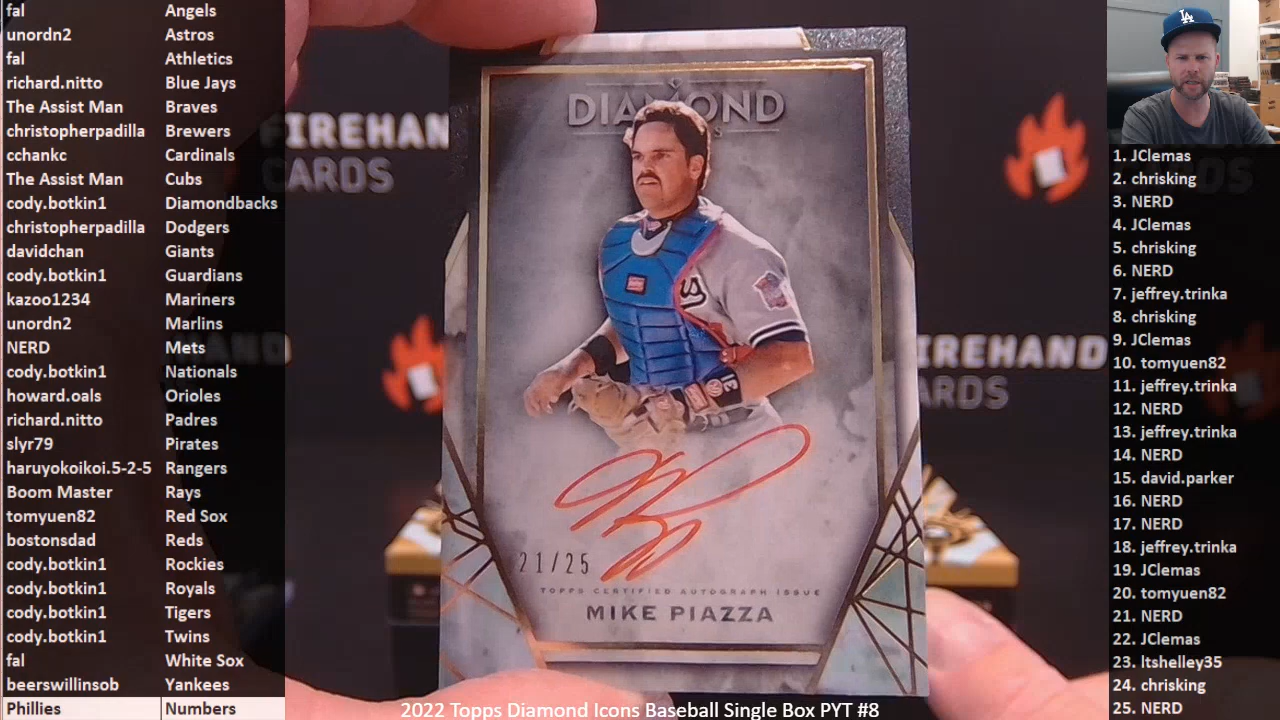 fal Angels
unordn2 Astros
fal Athletics
richard.nitto Blue Jays
The Assist Man Braves
christopherpadilla Brewers
cchankc Cardinals
The Assist Man Cubs
cody.botkin1 Diamondbacks
christopherpadilla Dodgers
davidchan Giants
cody.botkin1 Guardians
kazoo1234 Mariners
unordn2 Marlins
NERD Mets
cody.botkin1 Nationals
howard.oals Orioles
richard.nitto Padres
slyr79 Pirates
haruyokoikoi.5-2-5 Rangers
Boom Master Rays
tomyuen82 Red Sox
bostonsdad Reds
cody.botkin1 Rockies
cody.botkin1 Royals
cody.botkin1 Tigers
cody.botkin1 Twins
fal White Sox
beerswillinsob Yankees
Phillies Numbers
FIREHAN
CARDS
DIAMOND
21/25
TOPPS CERTIFIED AUTOGRAPH ISSUE
MIKE PIAZZA
IREHAND
ARDS
LA
1. JClemas
2. chrisking
3. NERD
4. JClemas
5. chrisking
6. NERD
7. jeffrey.trinka
8. chrisking
9. JClemas
10. tomyuen82
11. jeffrey.trinka
12. NERD
13. jeffrey.trinka
14. NERD
15. david.parker
16. NERD
17. NERD
18. jeffrey.trinka
19. JClemas
20. tomyuen82
21. NERD
22. JClemas
23. ltshelley35
24. chrisking
25. NERD
2022 Topps Diamond Icons Baseball Single Box PYT #8